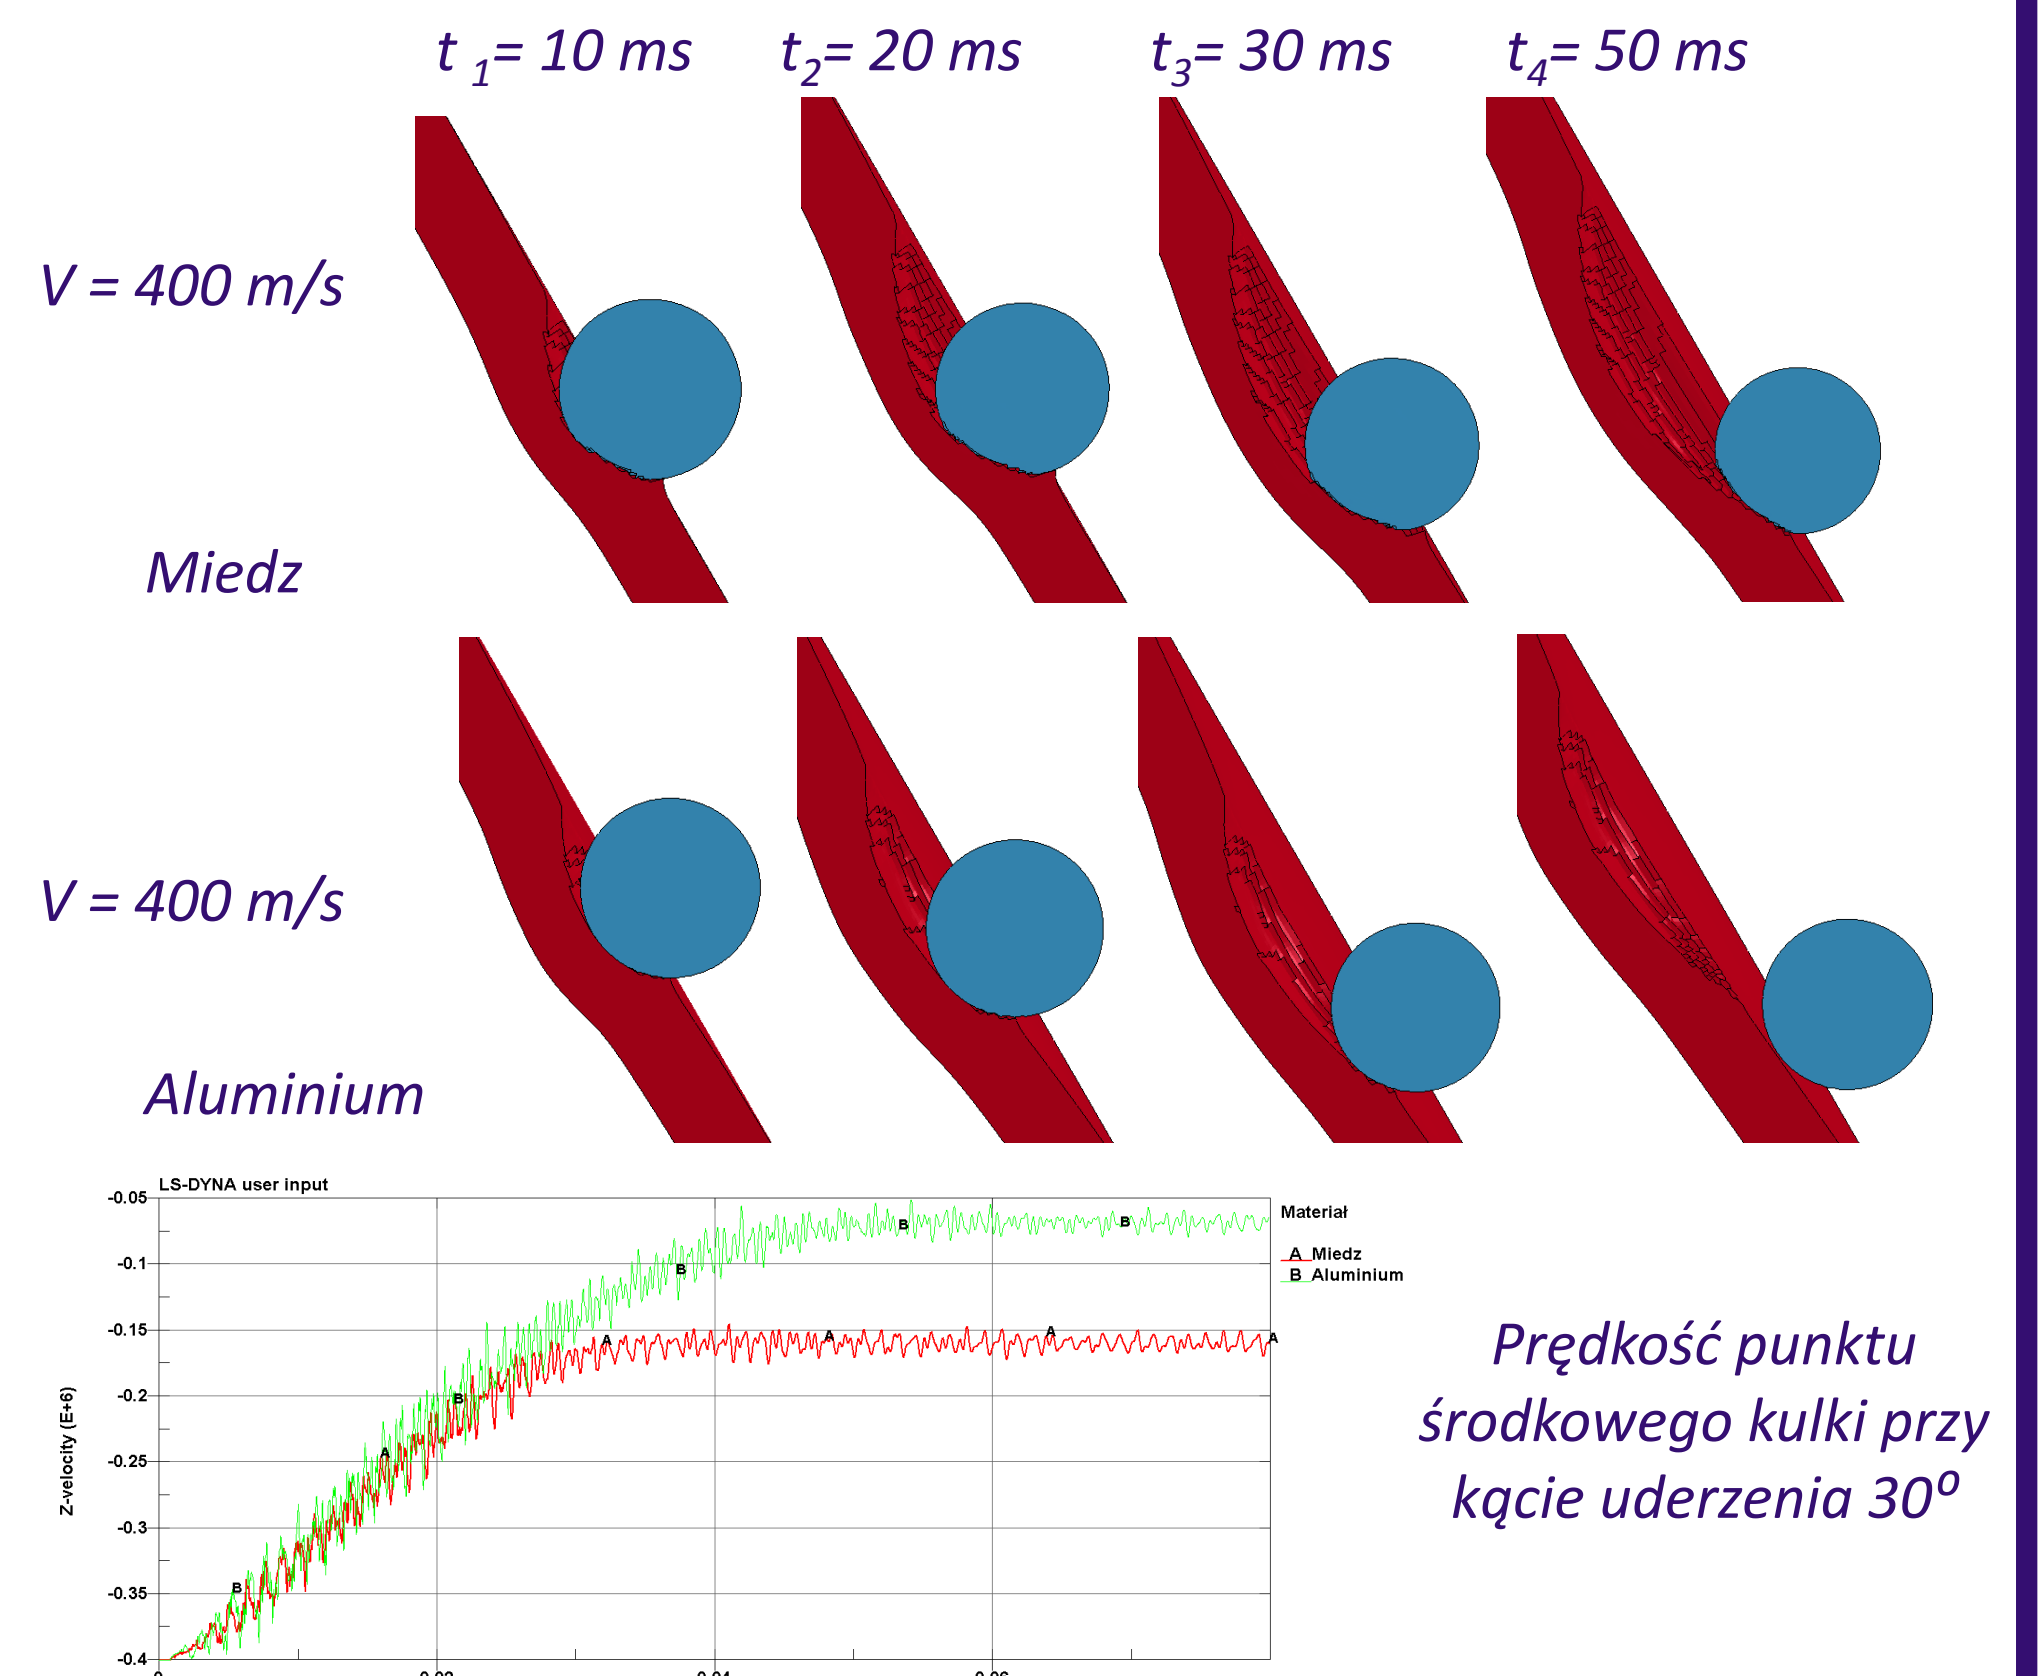 t 1= 10 ms t2= 20 ms t3= 30 ms t4= 50 ms
V = 400 m/s
Miedz
V = 400 m/s
Aluminium
LS-DYNA user input
-0.05
-0.1
-0.15
-0.2
-0.25
-0.3
-0.35
-0.4
Z-velocity (E+6)
B B B B B
A A A A A
Materiał
A Miedz
B Aluminium
Prędkość punktu
środkowego kulki przy
kącie uderzenia 30⁰